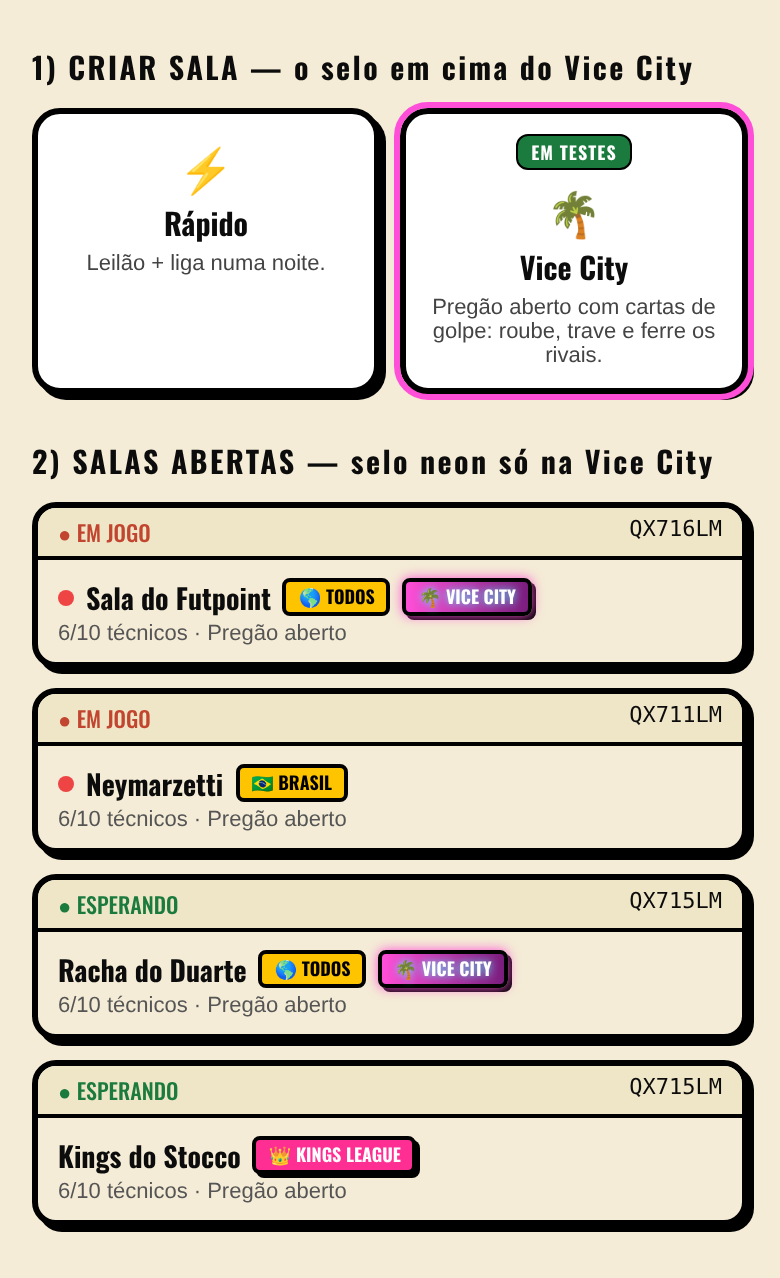 1) CRIAR SALA — o selo em cima do Vice City
Rápido
Leilão + liga numa noite.
EM TESTES
Vice City
Pregão aberto com cartas de
golpe: roube, trave e ferre os
rivais.
2) SALAS ABERTAS — selo neon só na Vice City
● EM JOGO QX716LM
Sala do Futpoint 🌎 TODOS 🌴 VICE CITY
6/10 técnicos · Pregão aberto
● EM JOGO QX711LM
Neymarzetti 🇧🇷 BRASIL
6/10 técnicos · Pregão aberto
● ESPERANDO QX715LM
Racha do Duarte 🌎 TODOS 🌴 VICE CITY
6/10 técnicos · Pregão aberto
● ESPERANDO QX715LM
Kings do Stocco 👑 KINGS LEAGUE
6/10 técnicos · Pregão aberto